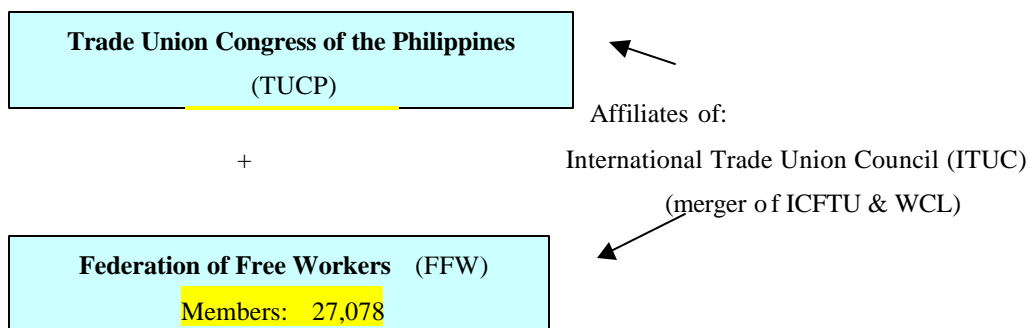 Trade Union Congress of the Philippines
(TUCP)
Affiliates of:
+
International Trade Union Council (ITUC)
(merger of ICFTU & WCL)
Federation of Free Workers (FFW)
Members: 27,078